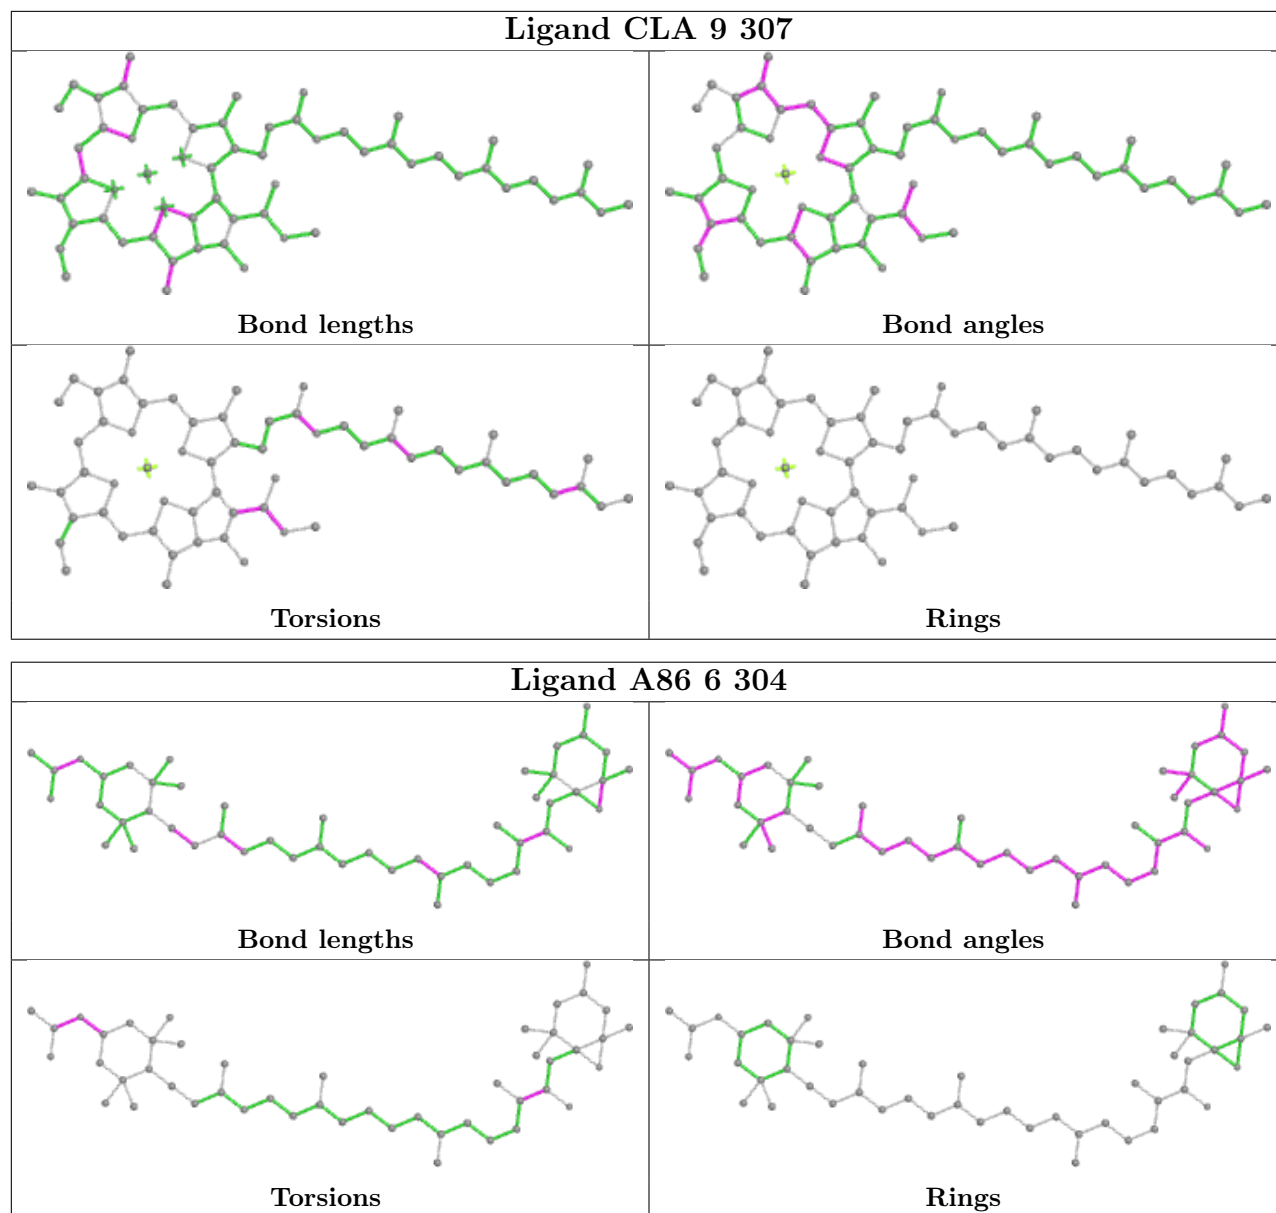 Ligand CLA 9 307
Bond lengths
Bond angles
Torsions
Rings
Ligand A86 6 304
Bond lengths
Bond angles
Torsions
Rings